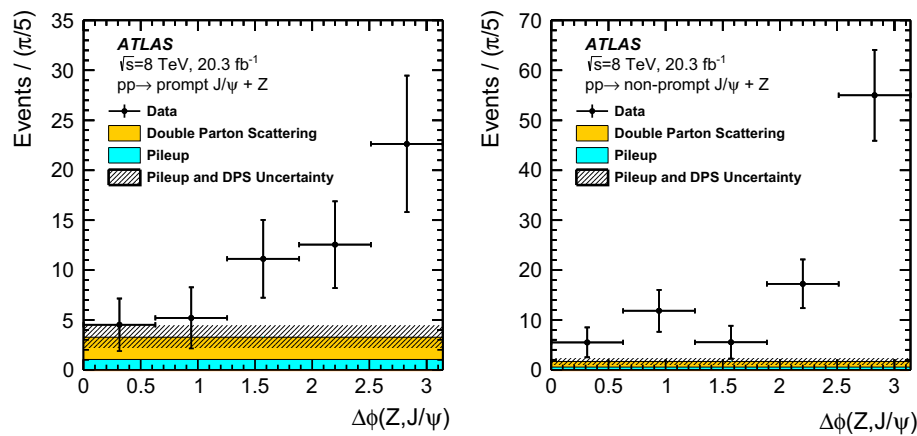 Events / (π/5)
35
30
25
20
15
10
5
0
ATLAS
√s=8 TeV, 20.3 fb⁻¹
pp→ prompt J/ψ + Z
Data
Double Parton Scattering
Pileup
Pileup and DPS Uncertainty
0 0.5 1 1.5 2 2.5 3
Δϕ(Z,J/ψ)
Events / (π/5)
70
60
50
40
30
20
10
0
ATLAS
√s=8 TeV, 20.3 fb⁻¹
pp→ non-prompt J/ψ + Z
Data
Double Parton Scattering
Pileup
Pileup and DPS Uncertainty
0 0.5 1 1.5 2 2.5 3
Δϕ(Z,J/ψ)